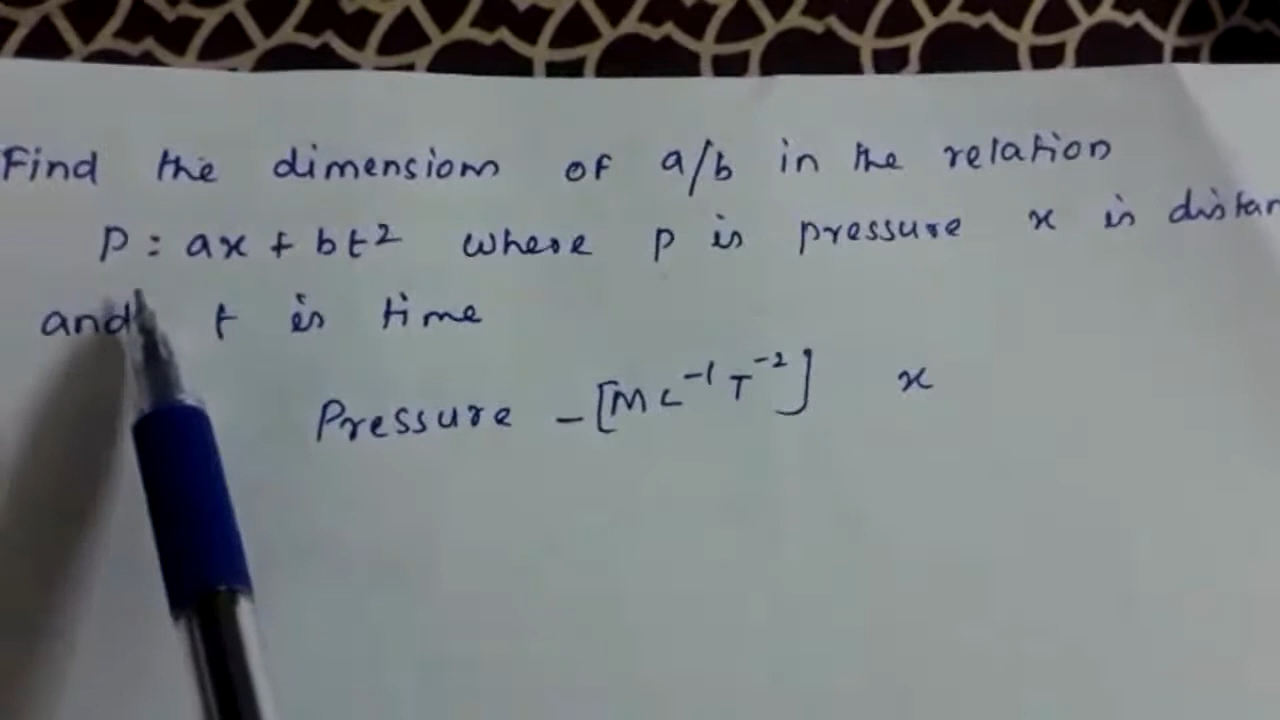 Find the dimensions of a/b in the relation
P = ax + bt² where p is pressure x is distan
and t is time
Pressure - [ML⁻¹T⁻²] x